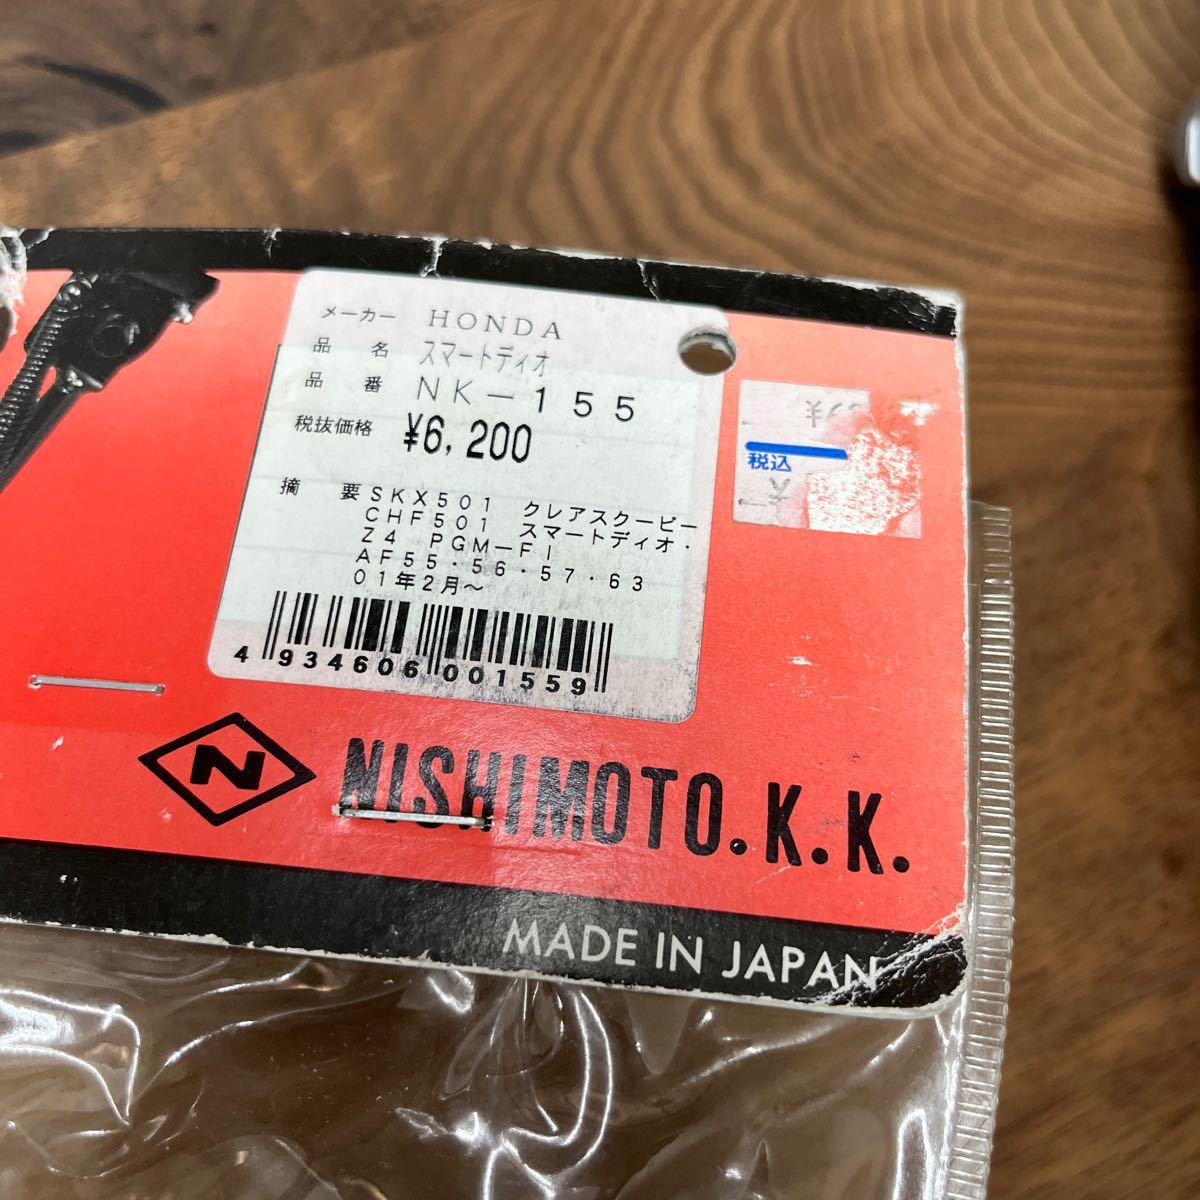 メーカー HONDA
品名 スマートディオ
品番 NK-155
税抜価格 ¥6,200
摘要 SKX501 クレアスクーピー
CHF501 スマートディオ・
Z4 PGM-FI
AF55・56・57・63
01年2月～
4 934606 001559
税込
N
NISHIMOTO.K.K.
MADE IN JAPAN